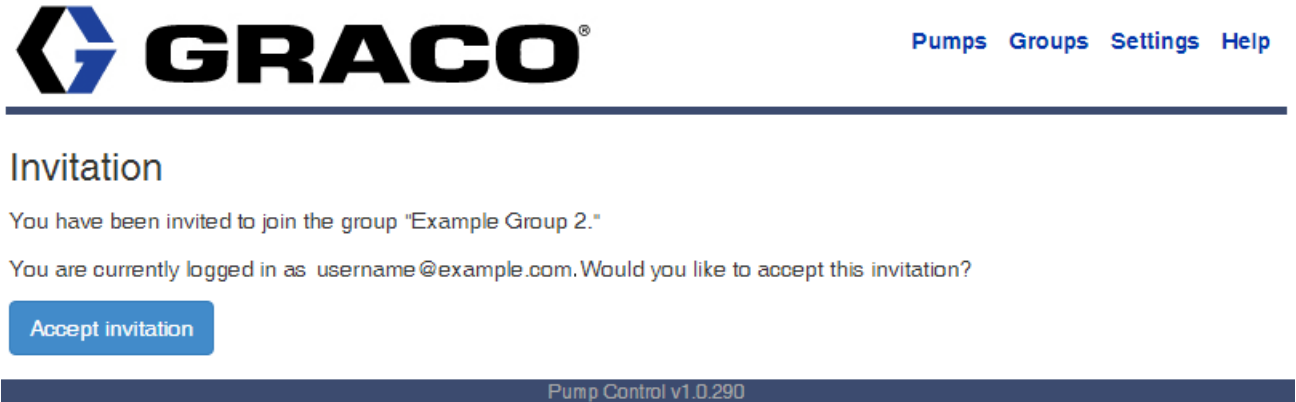 GRACO®
Pumps Groups Settings Help
Invitation
You have been invited to join the group "Example Group 2."
You are currently logged in as username@example.com. Would you like to accept this invitation?
Accept invitation
Pump Control v1.0.290